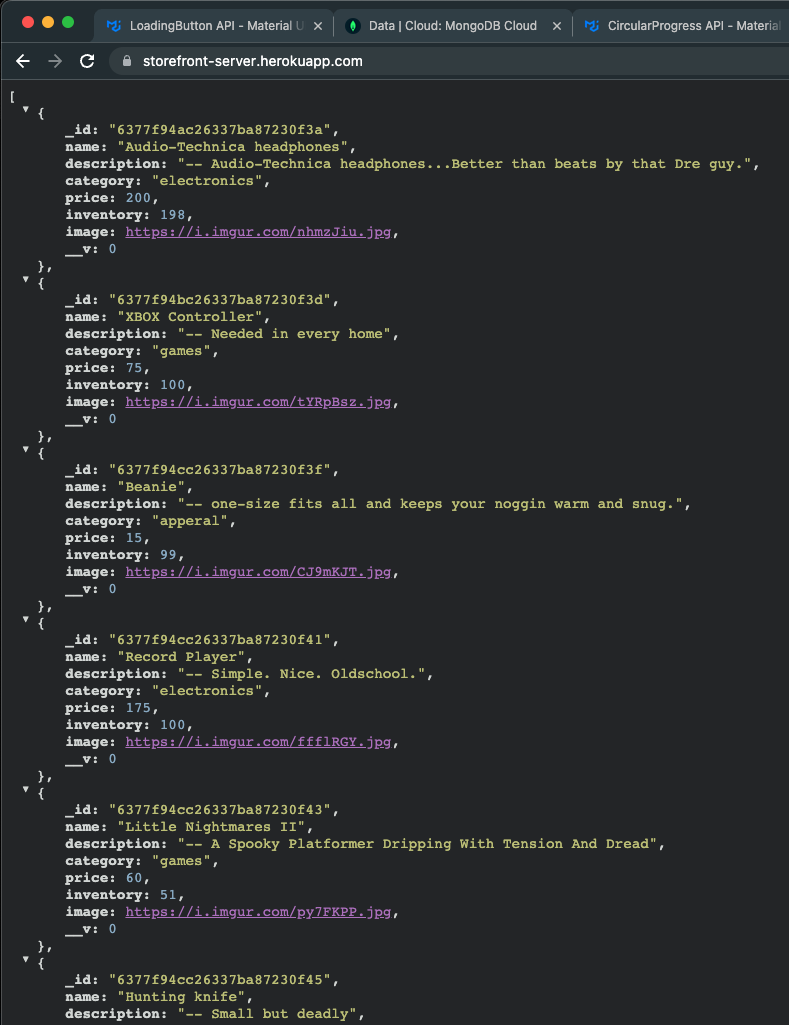 LoadingButton API - Material U
Data | Cloud: MongoDB Cloud
CircularProgress API - Material
storefront-server.herokuapp.com
[
{
_id: "6377f94ac26337ba87230f3a",
name: "Audio-Technica headphones",
description: "-- Audio-Technica headphones...Better than beats by that Dre guy.",
category: "electronics",
price: 200,
inventory: 198,
image: https://i.imgur.com/nhmzJiu.jpg,
__v: 0
},
{
_id: "6377f94bc26337ba87230f3d",
name: "XBOX Controller",
description: "-- Needed in every home",
category: "games",
price: 75,
inventory: 100,
image: https://i.imgur.com/tYRpBsz.jpg,
__v: 0
},
{
_id: "6377f94cc26337ba87230f3f",
name: "Beanie",
description: "-- one-size fits all and keeps your noggin warm and snug.",
category: "apperal",
price: 15,
inventory: 99,
image: https://i.imgur.com/CJ9mKJT.jpg,
__v: 0
},
{
_id: "6377f94cc26337ba87230f41",
name: "Record Player",
description: "-- Simple. Nice. Oldschool.",
category: "electronics",
price: 175,
inventory: 100,
image: https://i.imgur.com/ffflRGY.jpg,
__v: 0
},
{
_id: "6377f94cc26337ba87230f43",
name: "Little Nightmares II",
description: "-- A Spooky Platformer Dripping With Tension And Dread",
category: "games",
price: 60,
inventory: 51,
image: https://i.imgur.com/py7FKPP.jpg,
__v: 0
},
{
_id: "6377f94cc26337ba87230f45",
name: "Hunting knife",
description: "-- Small but deadly",